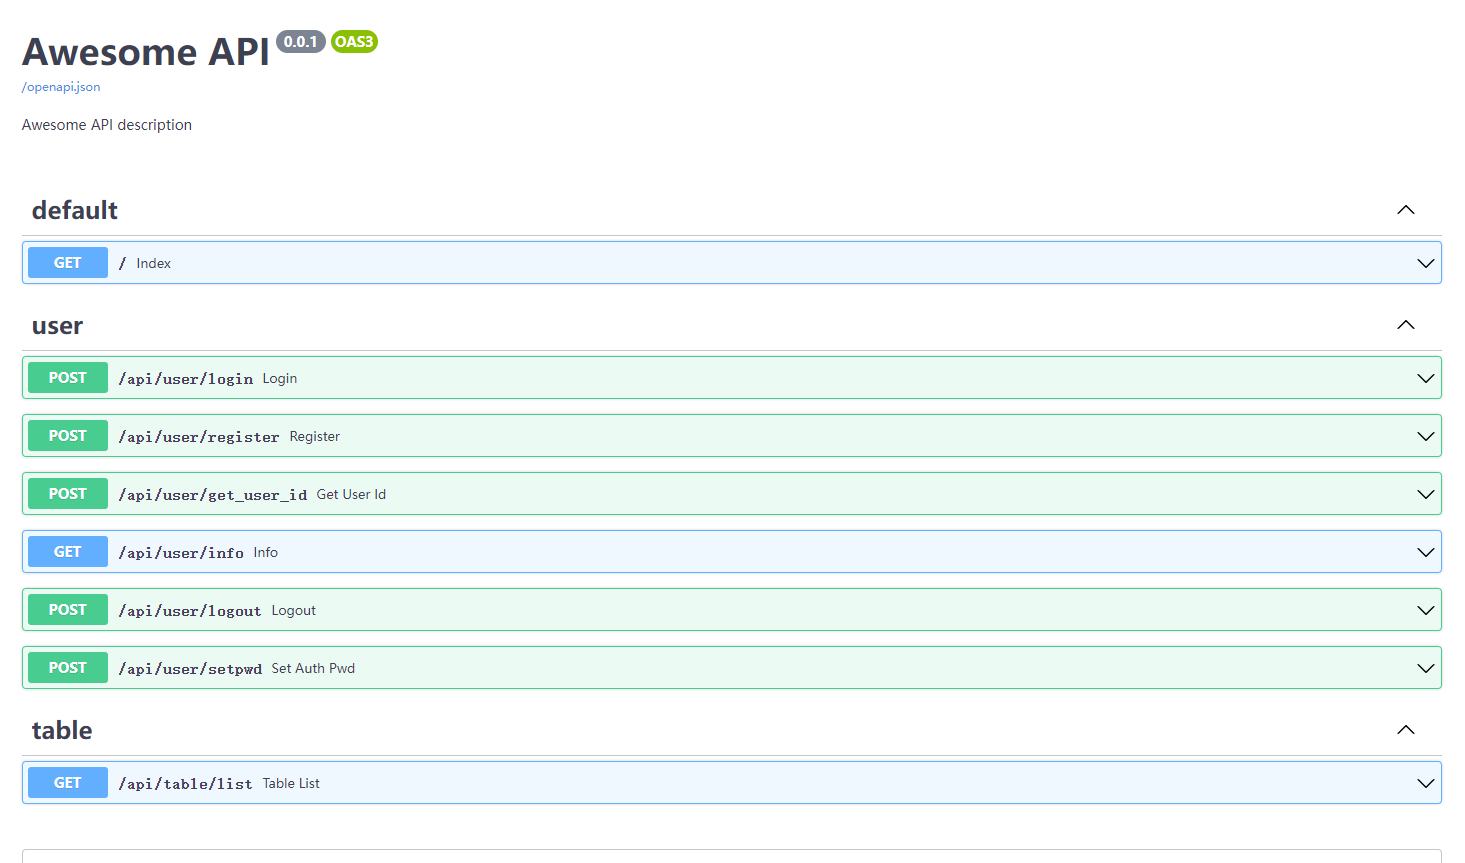 Awesome API 0.0.1 OAS3
/openapi.json
Awesome API description
default
GET / Index
user
POST /api/user/login Login
POST /api/user/register Register
POST /api/user/get_user_id Get User Id
GET /api/user/info Info
POST /api/user/logout Logout
POST /api/user/setpwd Set Auth Pwd
table
GET /api/table/list Table List